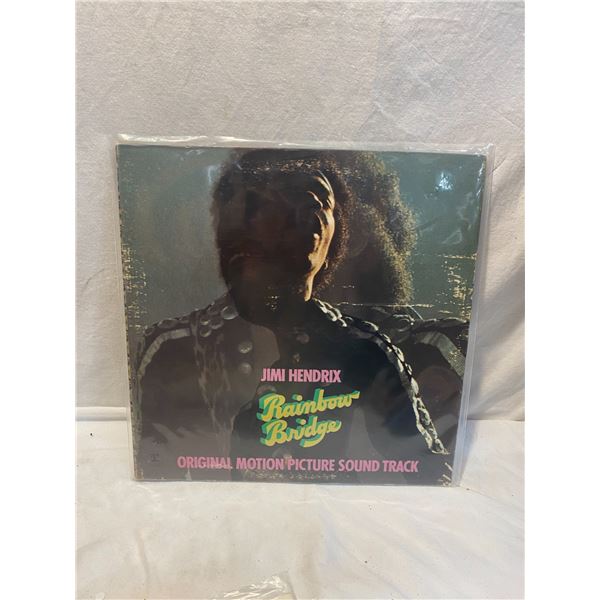 JIMI HENDRIX
Rainbow
Bridge
ORIGINAL MOTION PICTURE SOUND TRACK